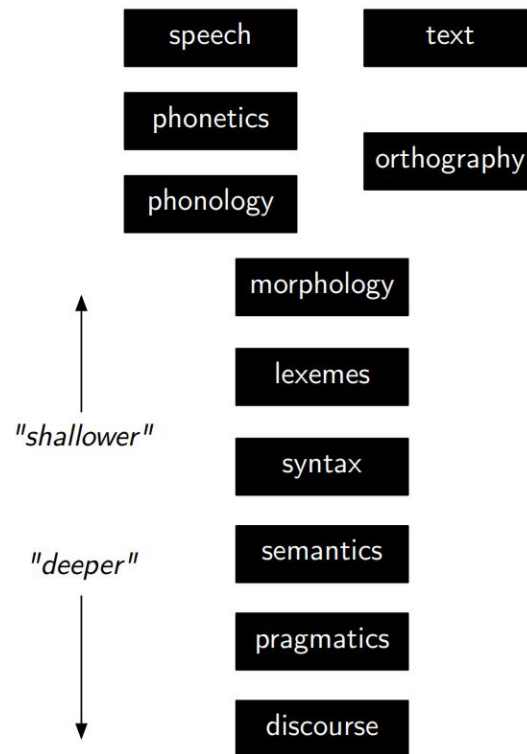 speech
text
phonetics
orthography
phonology
morphology
lexemes
"shallower"
syntax
semantics
"deeper"
pragmatics
discourse